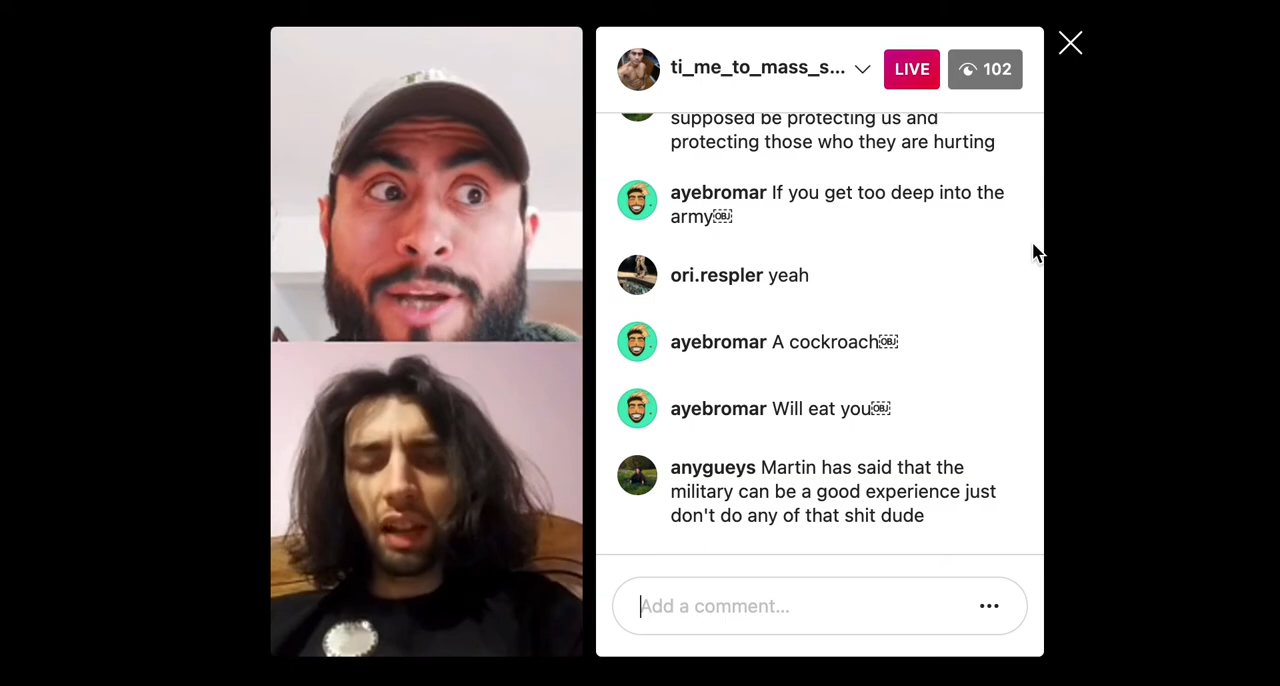 ti_me_to_mass_s...
LIVE
102
supposed be protecting us and
protecting those who they are hurting
ayebromar If you get too deep into the
army￼
ori.respler yeah
ayebromar A cockroach￼
ayebromar Will eat you￼
anygueys Martin has said that the
military can be a good experience just
don't do any of that shit dude
Add a comment...